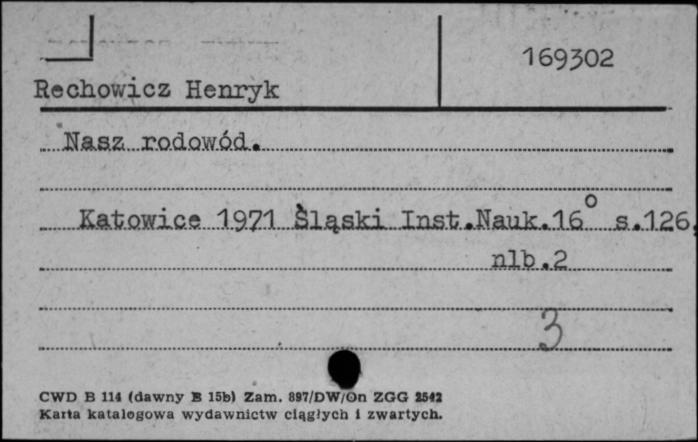 169302
Rechowicz Henryk
Nasz rodowód.
Katowice 1971 Śląski Inst.Nauk.16° s.126,
nlb.2
3
CWD B 114 (dawny B 15b) Zam. 897/DW/On ZGG 2542
Karta katalogowa wydawnictw ciągłych i zwartych.